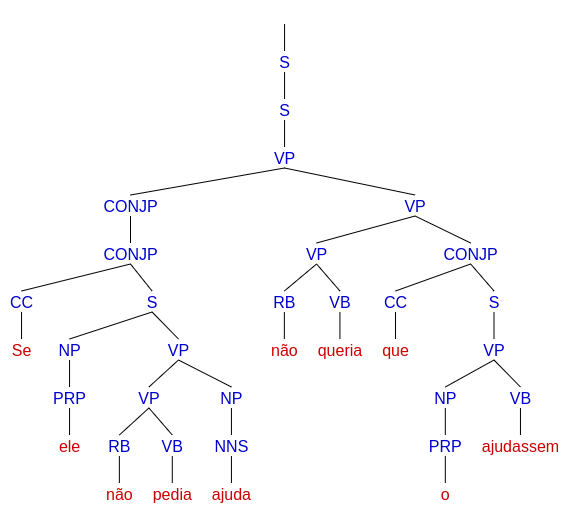 S
S
VP
CONJP VP
CONJP VP CONJP
CC S RB VB CC S
Se NP VP não queria que VP
PRP VP NP NP VB
ele RB VB NNS PRP ajudassem
não pedia ajuda o